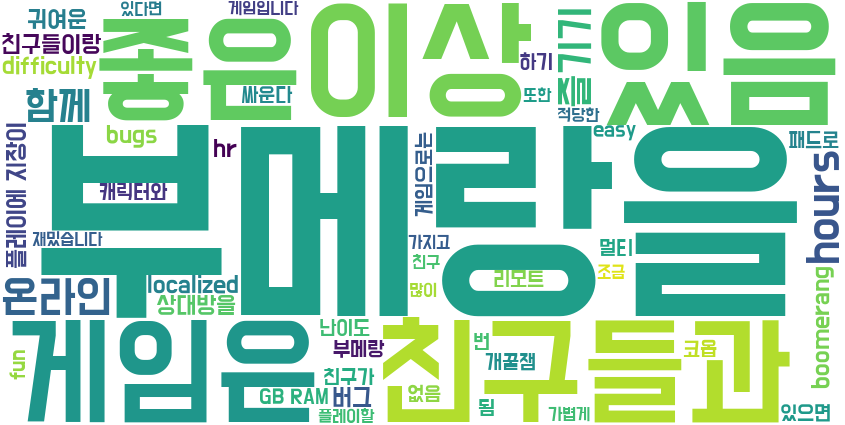 귀여운 있다면 게임입니다
친구들이랑 좋은 이상 하기 즐기기 있음
difficulty 싸운다 또한 적당한
함께
bugs hr easy 패드로
부메랑을
플레이에 지장이 캐릭터와 게임으로는 hours
재밌습니다 가지고 멀티
친구 리모트 조금
온라인 localized 많이 boomerang
상대방을
게임은 난이도 친구들과
부메랑 번 코옵
fun 개꿀잼
친구가
GB RAM 버그 없음 됨
플레이할 가볍게 있으면